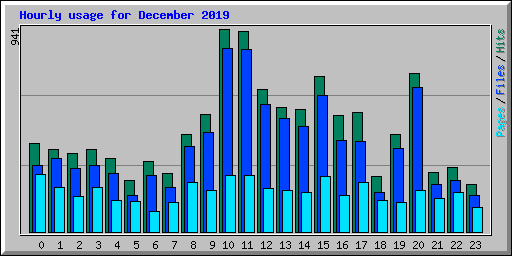 Hourly usage for December 2019
941
Pages/Files/Hits
0 1 2 3 4 5 6 7 8 9 10 11 12 13 14 15 16 17 18 19 20 21 22 23